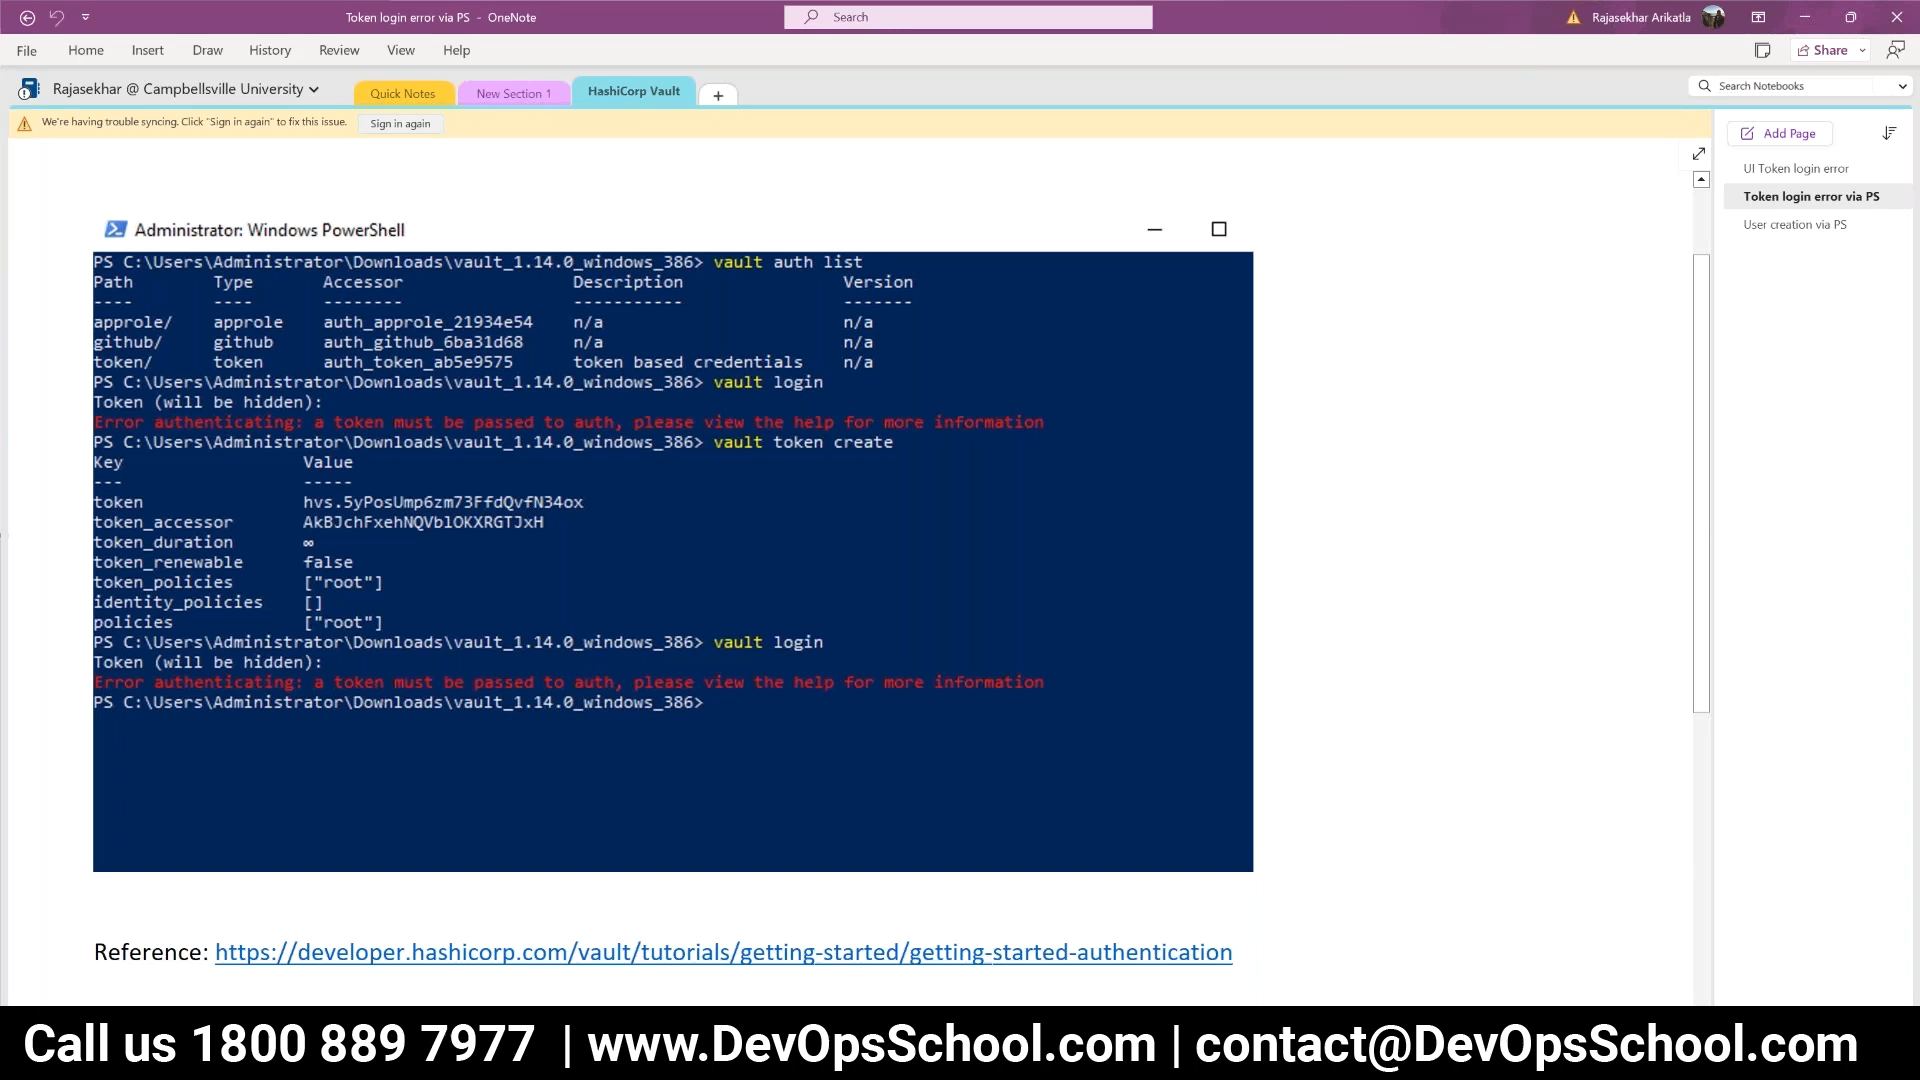 Token login error via PS - OneNote
Search
Rajasekhar Arikatla
File Home Insert Draw History Review View Help
Share
Rajasekhar @ Campbellsville University
Quick Notes
New Section 1
HashiCorp Vault
+
Search Notebooks
We're having trouble syncing. Click "Sign in again" to fix this issue.
Sign in again
Add Page
UI Token login error
Token login error via PS
User creation via PS
Administrator: Windows PowerShell
PS C:\Users\Administrator\Downloads\vault_1.14.0_windows_386> vault auth list
Path Type Accessor Description Version
---- ---- -------- ----------- -------
approle/ approle auth_approle_21934e54 n/a n/a
github/ github auth_github_6ba31d68 n/a n/a
token/ token auth_token_ab5e9575 token based credentials n/a
PS C:\Users\Administrator\Downloads\vault_1.14.0_windows_386> vault login
Token (will be hidden):
Error authenticating: a token must be passed to auth, please view the help for more information
PS C:\Users\Administrator\Downloads\vault_1.14.0_windows_386> vault token create
Key Value
--- -----
token hvs.5yPosUmp6zm73FfdQvfN34ox
token_accessor AkBJchFxehNQVblOKXRGTJxH
token_duration ∞
token_renewable false
token_policies ["root"]
identity_policies []
policies ["root"]
PS C:\Users\Administrator\Downloads\vault_1.14.0_windows_386> vault login
Token (will be hidden):
Error authenticating: a token must be passed to auth, please view the help for more information
PS C:\Users\Administrator\Downloads\vault_1.14.0_windows_386>
Reference: https://developer.hashicorp.com/vault/tutorials/getting-started/getting-started-authentication
Call us 1800 889 7977 | www.DevOpsSchool.com | contact@DevOpsSchool.com